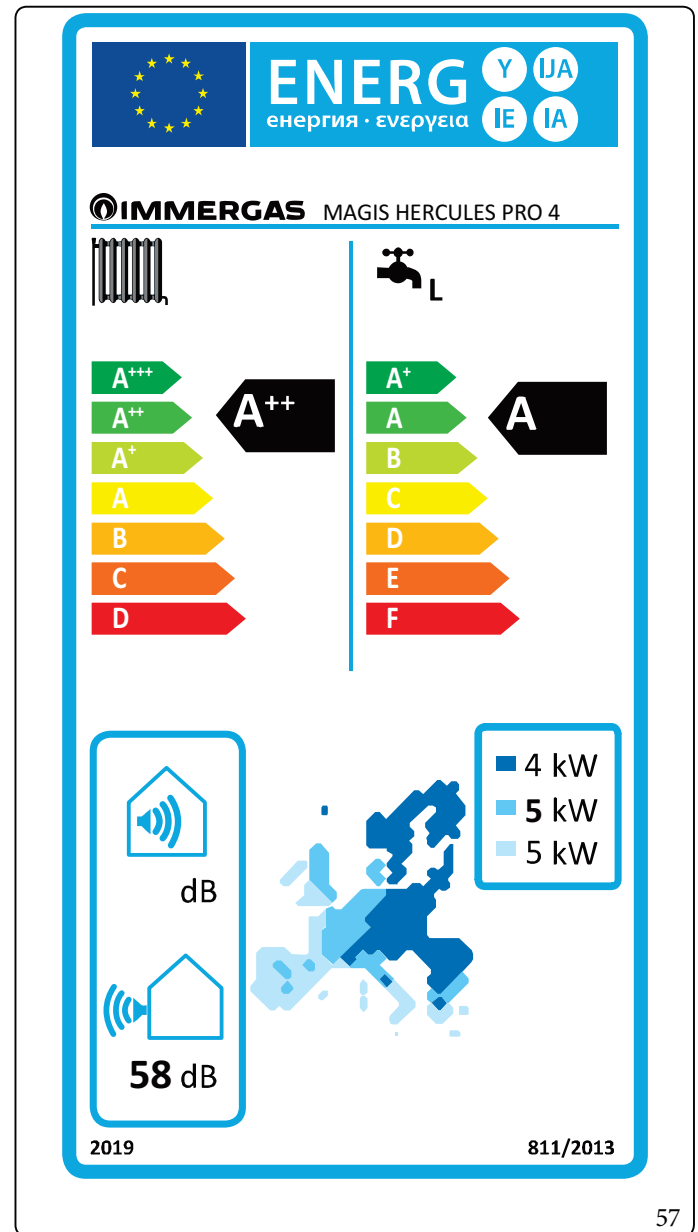 ENERG Y IJA
енергия · ενεργεια IE IA
IMMERGAS MAGIS HERCULES PRO 4
L
A+++
A++
A+
A
B
C
D
A++
A+
A
B
C
D
E
F
A
dB
58 dB
4 kW
5 kW
5 kW
2019
811/2013
57